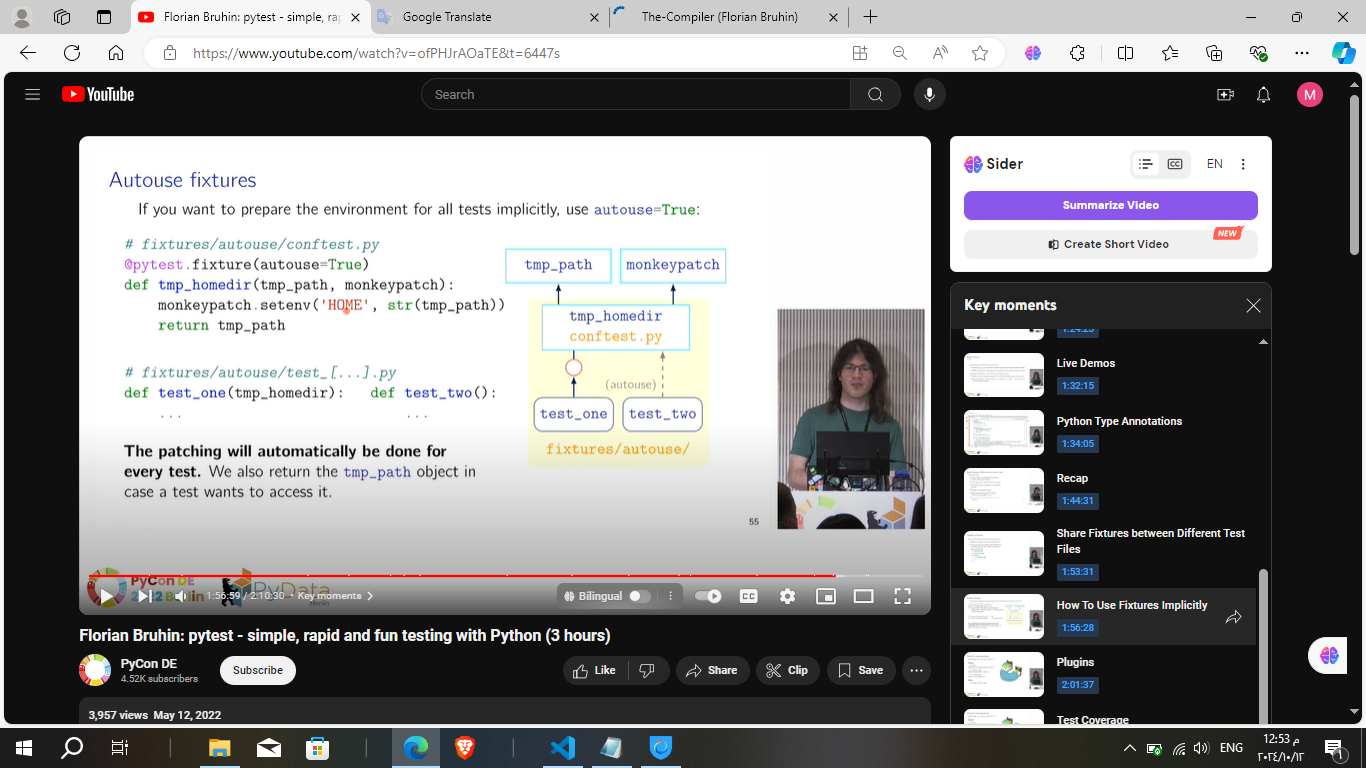 Florian Bruhin: pytest - simple, rap
Google Translate
The-Compiler (Florian Bruhin)
https://www.youtube.com/watch?v=ofPHJrAOaTE&t=6447s
YouTube
Search
M
Autouse fixtures
If you want to prepare the environment for all tests implicitly, use autouse=True:
# fixtures/autouse/conftest.py
@pytest.fixture(autouse=True)
def tmp_homedir(tmp_path, monkeypatch):
monkeypatch.setenv('HOME', str(tmp_path))
return tmp_path
# fixtures/autouse/test_[...].py
def test_one(tmp_homedir):
...
def test_two():
...
The patching will automatically be done for
every test. We also return the tmp_path object in
case a test wants to access it.
tmp_path
monkeypatch
tmp_homedir
conftest.py
(autouse)
test_one
test_two
fixtures/autouse/
55
PyCon DE
2022 Berlin
PyData
berlin
1:56:59 / 2:10:30 • Key moments
Bilingual
CC
Florian Bruhin: pytest - simple, rapid and fun testing with Python (3 hours)
PyCon DE
4.52K subscribers
Subscribe
Like
Share
Clip
Save
3,957 views May 12, 2022
Sider
CC
EN
Summarize Video
NEW
Create Short Video
Key moments
1:24:23
Live Demos
1:32:15
Python Type Annotations
1:34:05
Recap
1:44:31
Share Fixtures between Different Test
Files
1:53:31
How To Use Fixtures Implicitly
1:56:28
Plugins
2:01:37
Test Coverage
ENG
12:53 م
٢٠٢٤/١٠/١٢
1